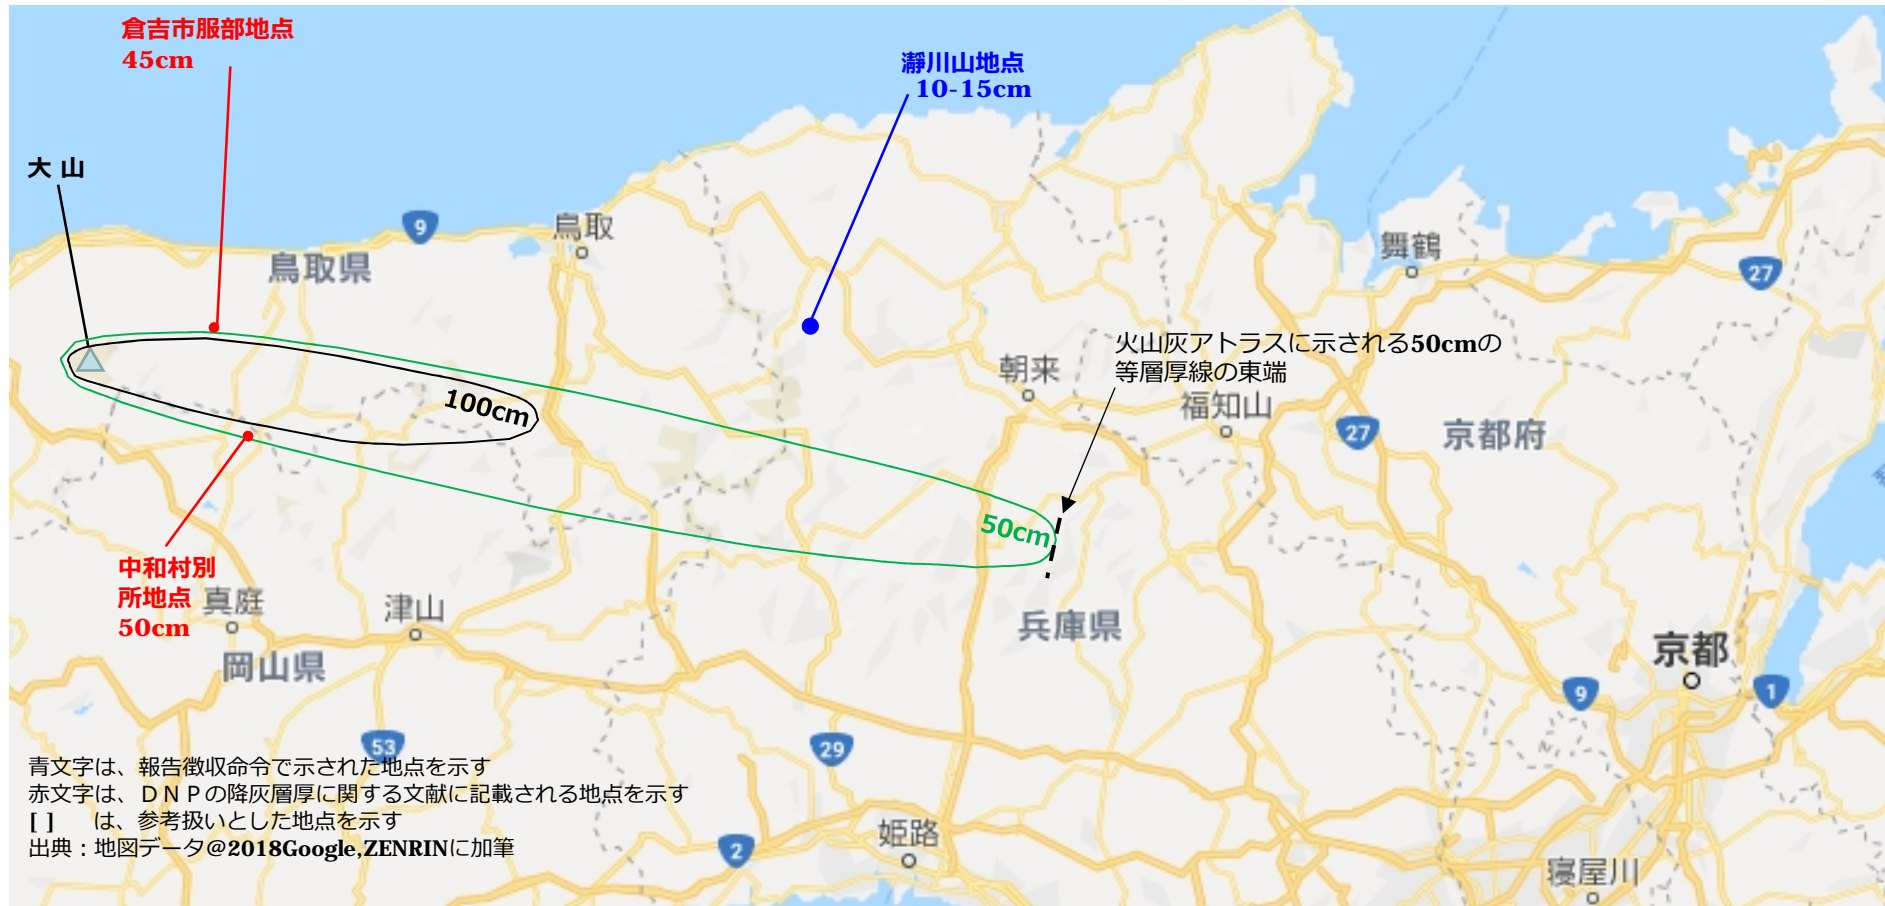 倉吉市服部地点
45cm
瀞川山地点
10-15cm
大 山
9
鳥取
鳥取県
舞鶴
27
火山灰アトラスに示される50cmの
等層厚線の東端
朝来
福知山
100cm
27
京都府
50cm
中和村別
所地点
50cm
真庭
津山
兵庫県
岡山県
京都
9
1
53
29
青文字は、報告徴収命令で示された地点を示す
赤文字は、DNPの降灰層厚に関する文献に記載される地点を示す
[ ] は、参考扱いとした地点を示す
出典：地図データ@2018Google,ZENRINに加筆
2
姫路
寝屋川